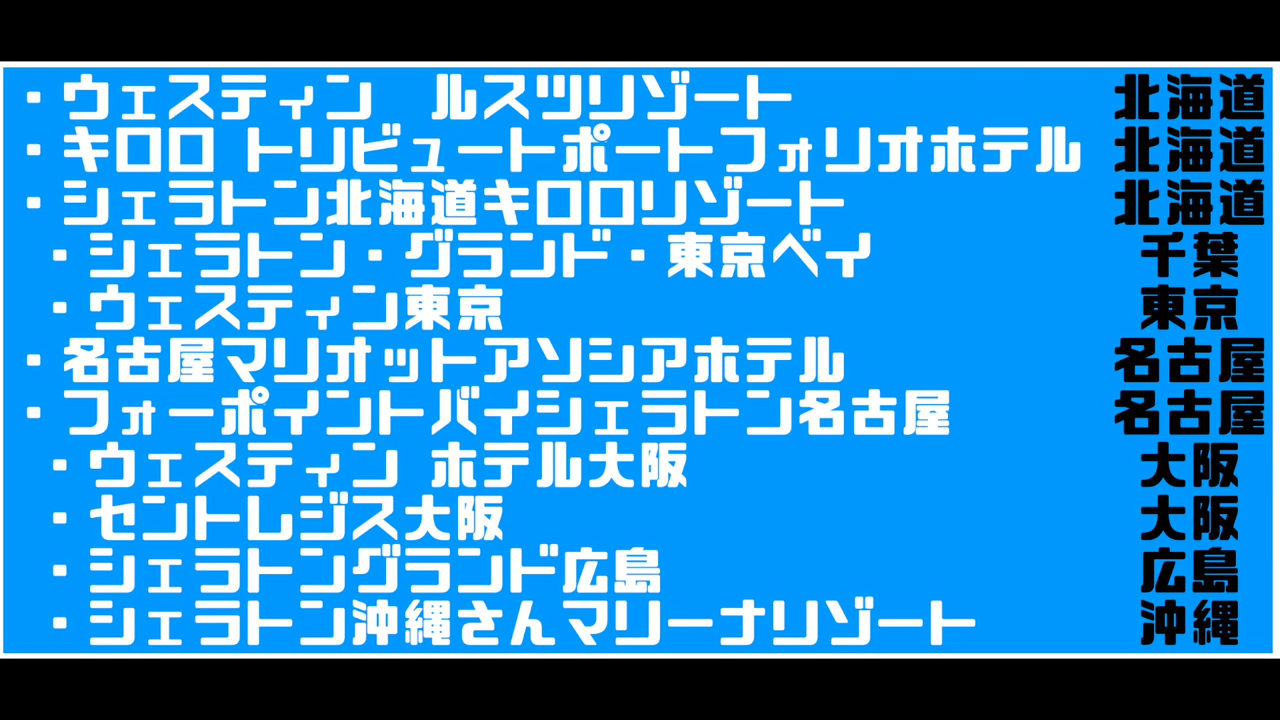 ・ウェスティン　ルスツリゾート 北海道
・キロロ トリビュートポートフォリオホテル 北海道
・シェラトン北海道キロロリゾート 北海道
・シェラトン・グランド・東京ベイ 千葉
・ウェスティン東京 東京
・名古屋マリオットアソシアホテル 名古屋
・フォーポイントバイシェラトン名古屋 名古屋
・ウェスティン ホテル大阪 大阪
・セントレジス大阪 大阪
・シェラトングランド広島 広島
・シェラトン沖縄さんマリーナリゾート 沖縄